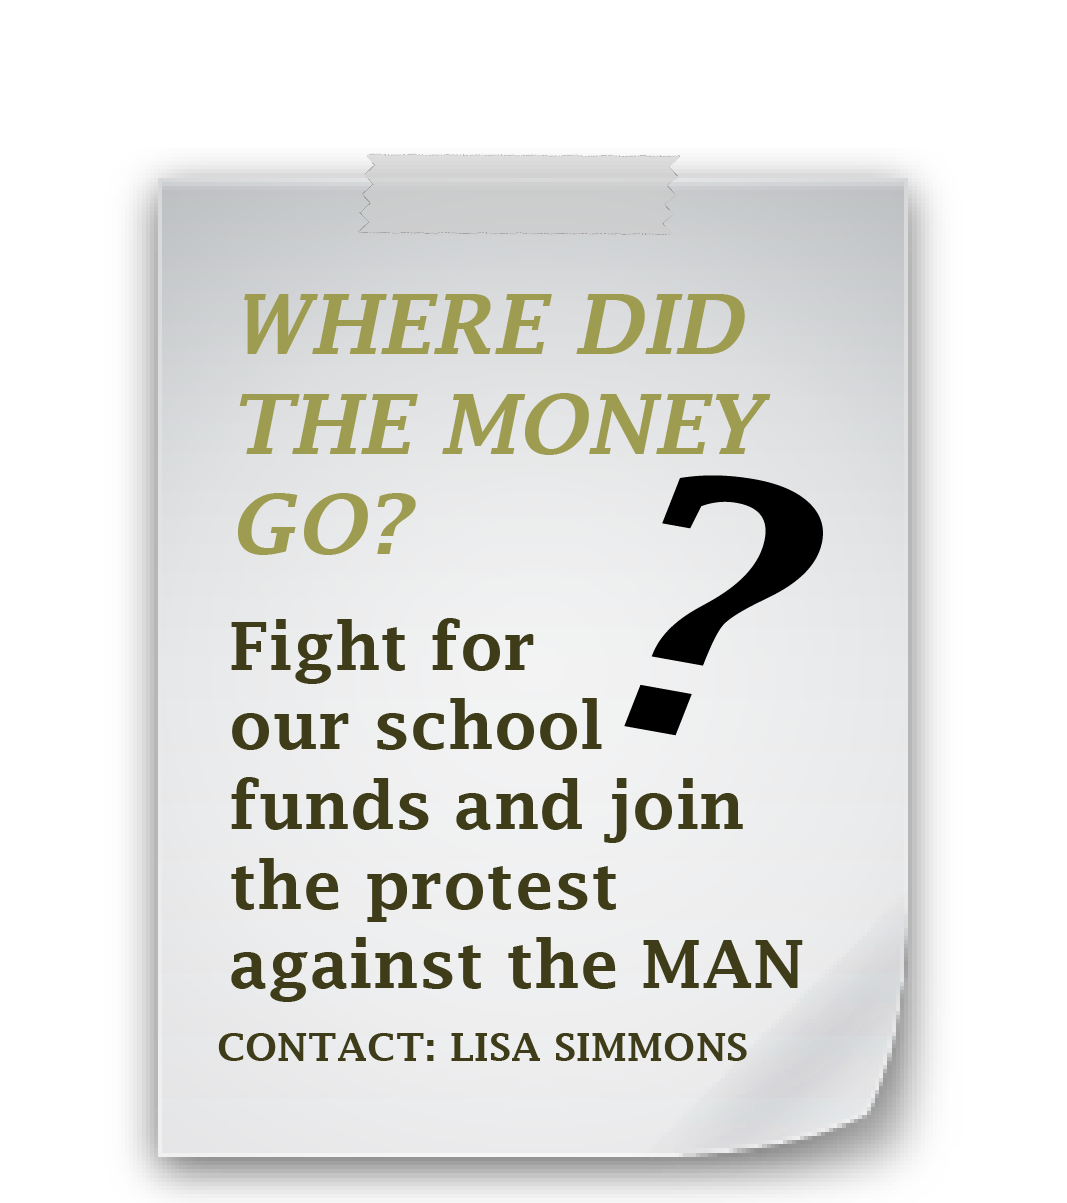 WHERE DID
THE MONEY
GO?
?
Fight for
our school
funds and join
the protest
against the MAN
CONTACT: LISA SIMMONS